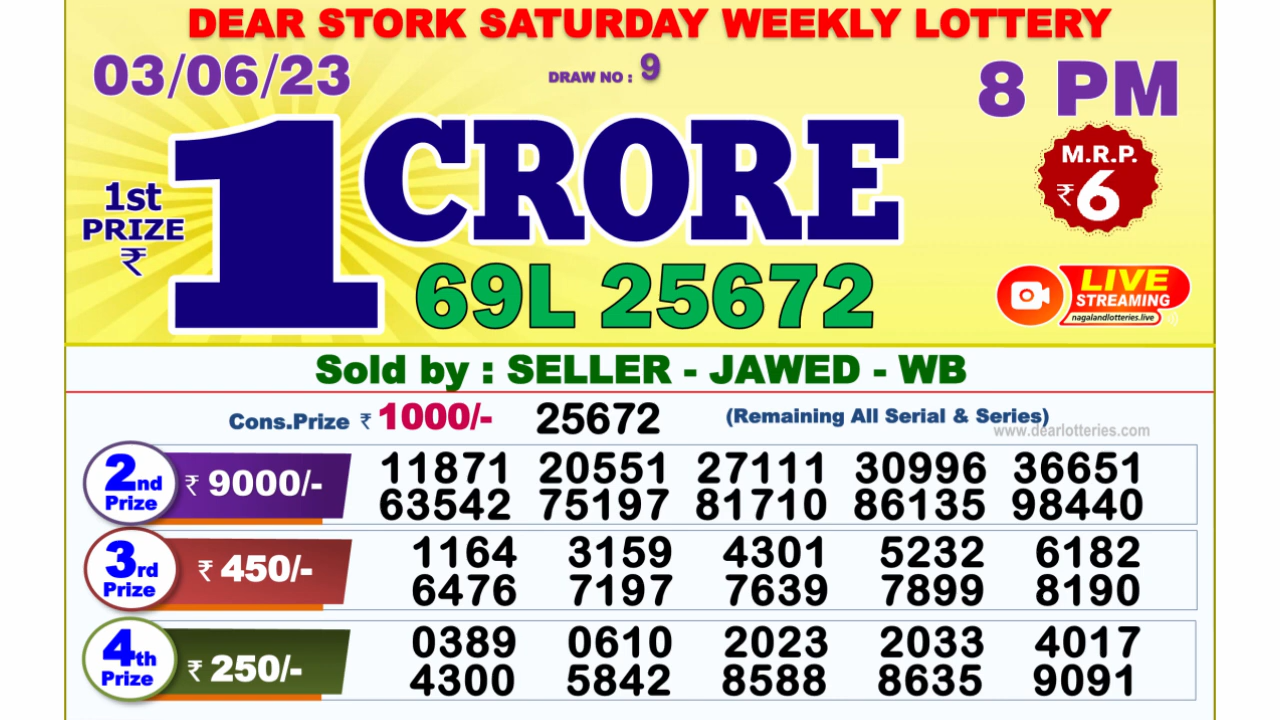 DEAR STORK SATURDAY WEEKLY LOTTERY
03/06/23
DRAW NO : 9
8 PM
M.R.P.
₹ 6
1st
PRIZE
₹
1 CRORE
69L 25672
LIVE
STREAMING
nagalandlotteries.live
Sold by : SELLER - JAWED - WB
Cons.Prize ₹ 1000/- 25672 (Remaining All Serial & Series)
www.dearlotteries.com
2nd Prize ₹ 9000/-
11871 20551 27111 30996 36651
63542 75197 81710 86135 98440
3rd Prize ₹ 450/-
1164 3159 4301 5232 6182
6476 7197 7639 7899 8190
4th Prize ₹ 250/-
0389 0610 2023 2033 4017
4300 5842 8588 8635 9091